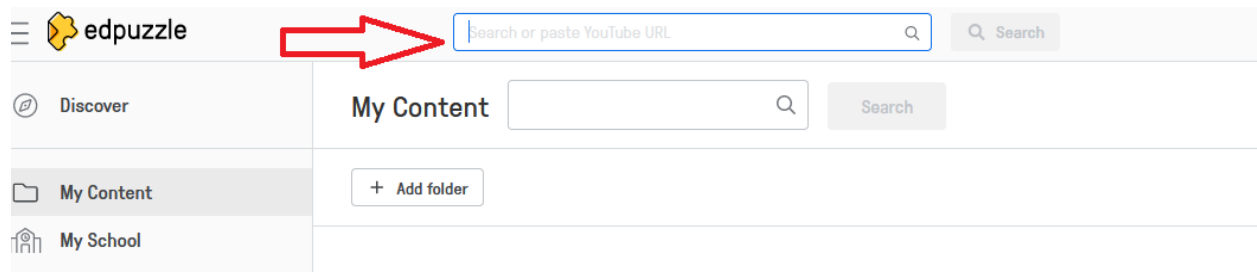 edpuzzle
Search or paste YouTube URL
Search
Discover
My Content
Search
My Content
+ Add folder
My School